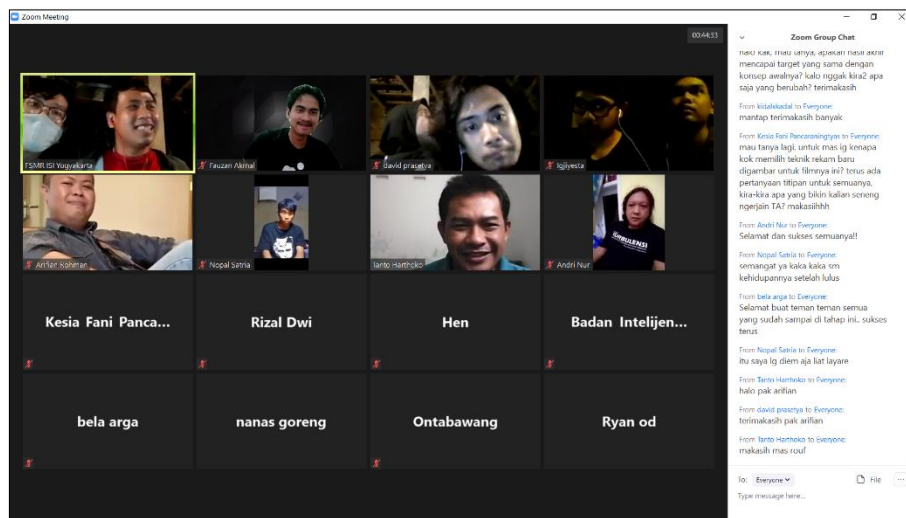 Zoom Meeting
00:44:33
FSMR ISI Yogyakarta
Fauzan Akmal
david prasetya
Igjiyesta
Arifian Rohman
Nopal Satria
Tanto Harthoko
Andri Nur
Kesia Fani Panca...
Rizal Dwi
Hen
Badan Intelijen...
bela arga
nanas goreng
Ontabawang
Ryan od
Zoom Group Chat
halo kak, mau tanya, apakah hasil akhir
mencapai target yang sama dengan
konsep awalnya? kalo nggak kira2 apa
saja yang berubah? terimakasih
From kidalskadal to Everyone:
mantap terimakasih banyak
From Kesia Fani Pancaraningtyas to Everyone:
mau tanya lagi, untuk mas ig kenapa
kok memilih teknik rekam baru
digambar untuk filmnya ini? terus ada
pertanyaan titipan untuk semuanya,
kira-kira apa yang bikin kalian seneng
ngerjain TA? makasiihhh
From Andri Nur to Everyone:
Selamat dan sukses semuanya!!
From Nopal Satria to Everyone:
semangat ya kaka kaka sm
kehidupannya setelah lulus
From bela arga to Everyone:
Selamat buat teman teman semua
yang sudah sampai di tahap ini.. sukses
terus
From Nopal Satria to Everyone:
itu saya lg diem aja liat layare
From Tanto Harthoko to Everyone:
halo pak arifian
From david prasetya to Everyone:
terimakasih pak arifian
From Tanto Harthoko to Everyone:
makasih mas rouf
To: Everyone
File
Type message here...